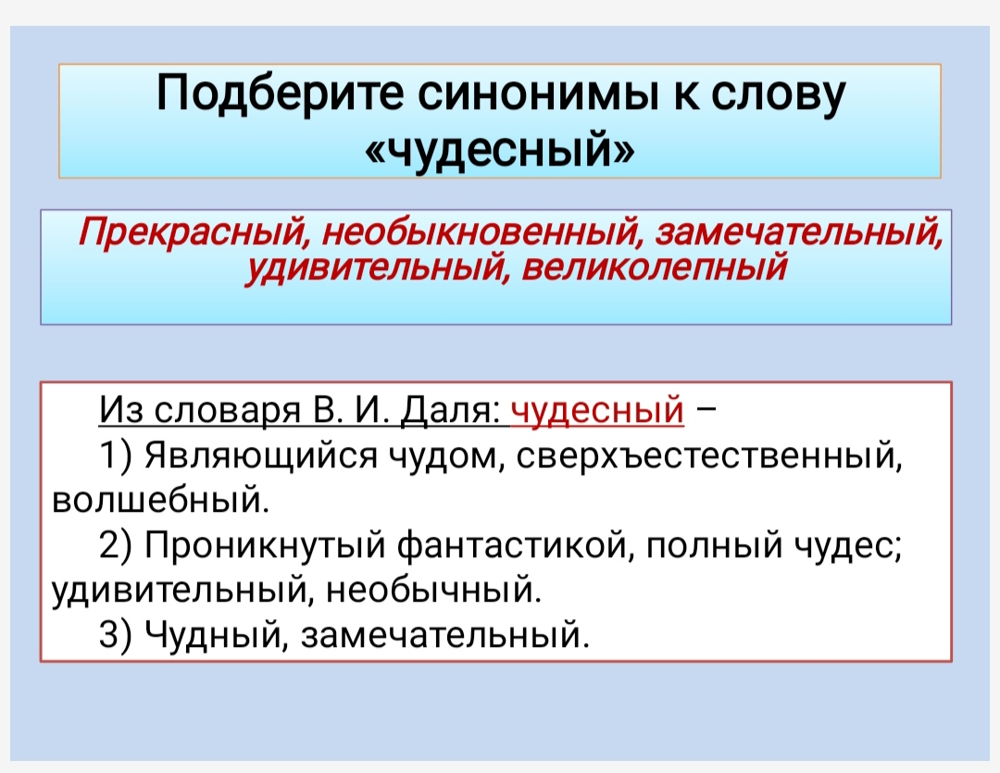 Подберите синонимы к слову
«чудесный»
Прекрасный, необыкновенный, замечательный,
удивительный, великолепный
Из словаря В. И. Даля: чудесный –
1) Являющийся чудом, сверхъестественный,
волшебный.
2) Проникнутый фантастикой, полный чудес;
удивительный, необычный.
3) Чудный, замечательный.